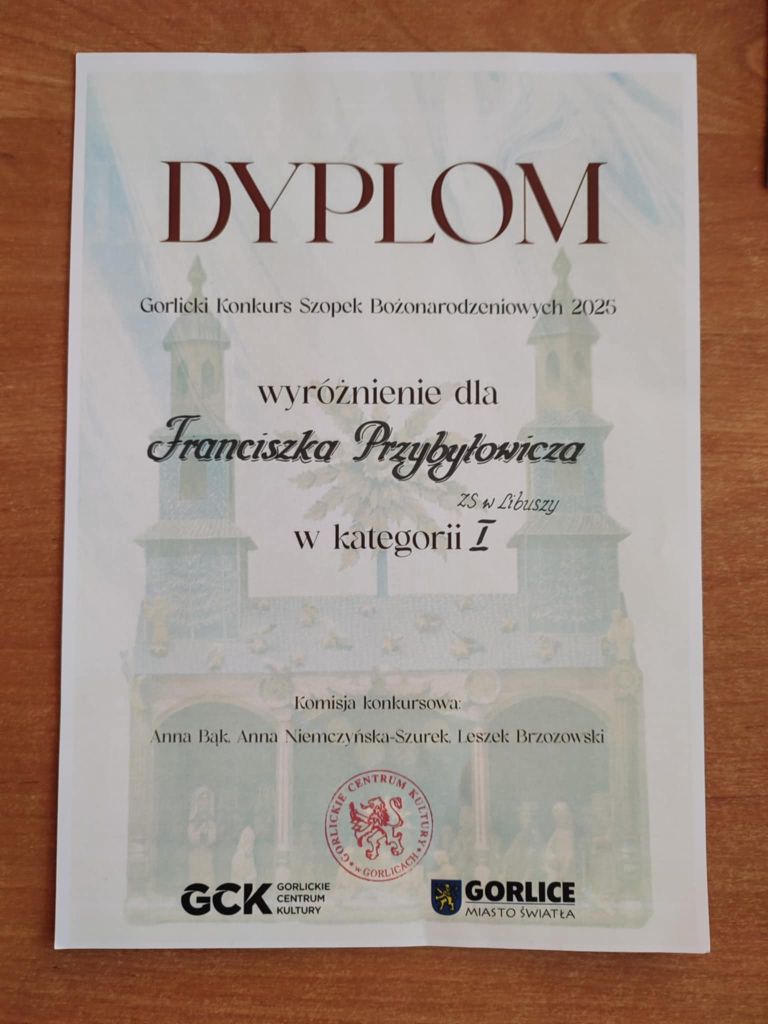 DYPLOM
Gorlicki Konkurs Szopek Bożonarodzeniowych 2025
wyróżnienie dla
Franciszka Przybyłowicza
ZS w Libuszy
w kategorii I
Komisja konkursowa:
Anna Bąk, Anna Niemczyńska-Szurek, Leszek Brzozowski
GORLICKIE CENTRUM KULTURY
w GORLICACH
GCK GORLICKIE
CENTRUM
KULTURY
GORLICE
MIASTO ŚWIATŁA